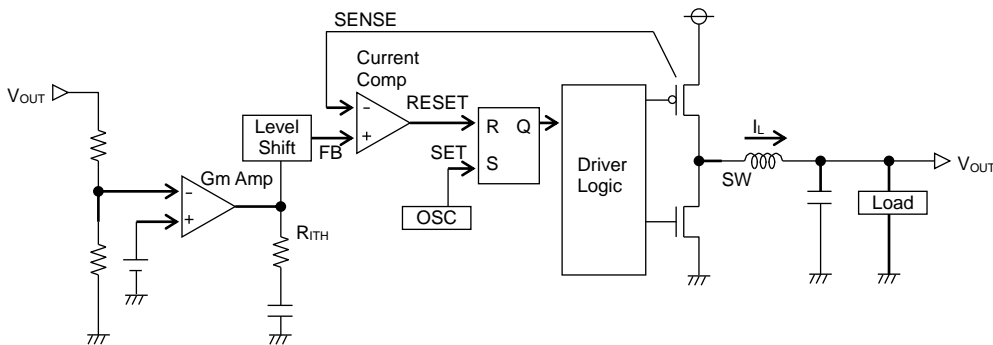 SENSE
Current
Comp
VOUT
-
+
RESET
Level
Shift
FB
SET
R Q
S
Driver
Logic
IL
SW
VOUT
Gm Amp
-
+
OSC
Load
RITH